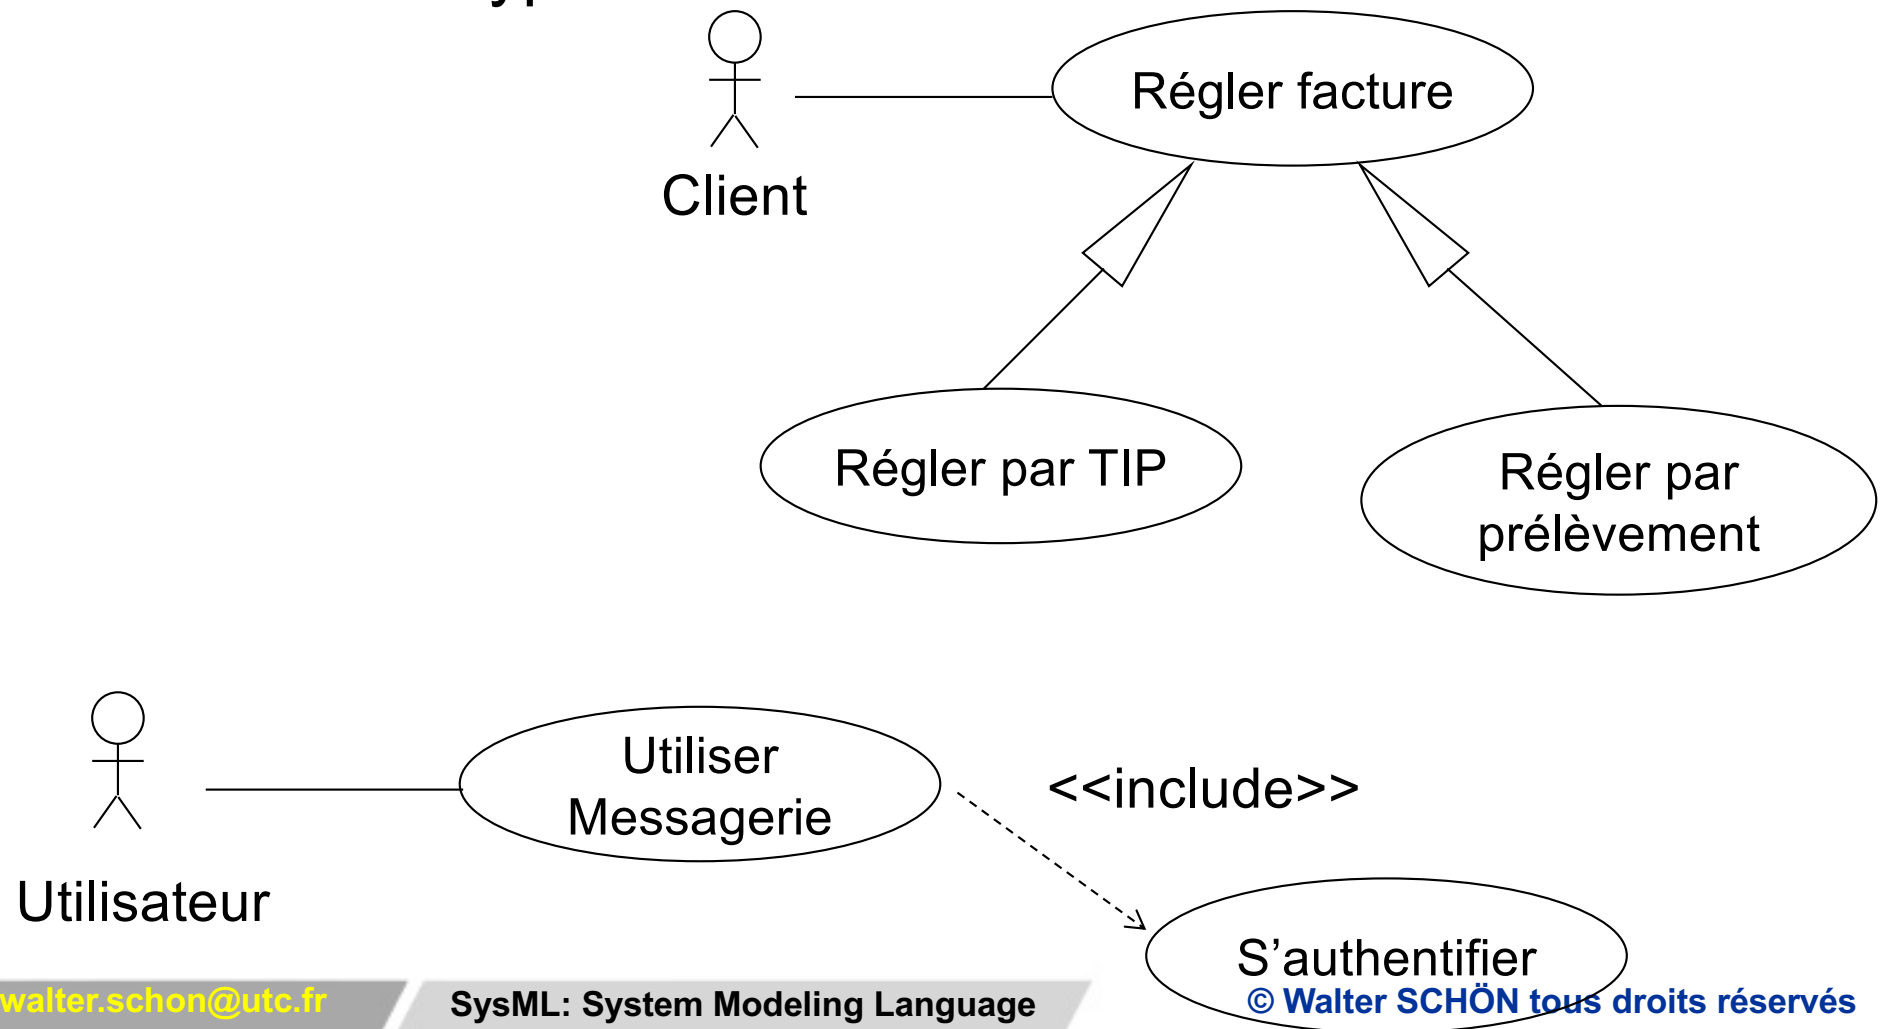 Régler facture
Client
Régler par TIP
Régler par
prélèvement
Utiliser
Messagerie
<<include>>
Utilisateur
S’authentifier
walter.schon@utc.fr
SysML: System Modeling Language
© Walter SCHÖN tous droits réservés